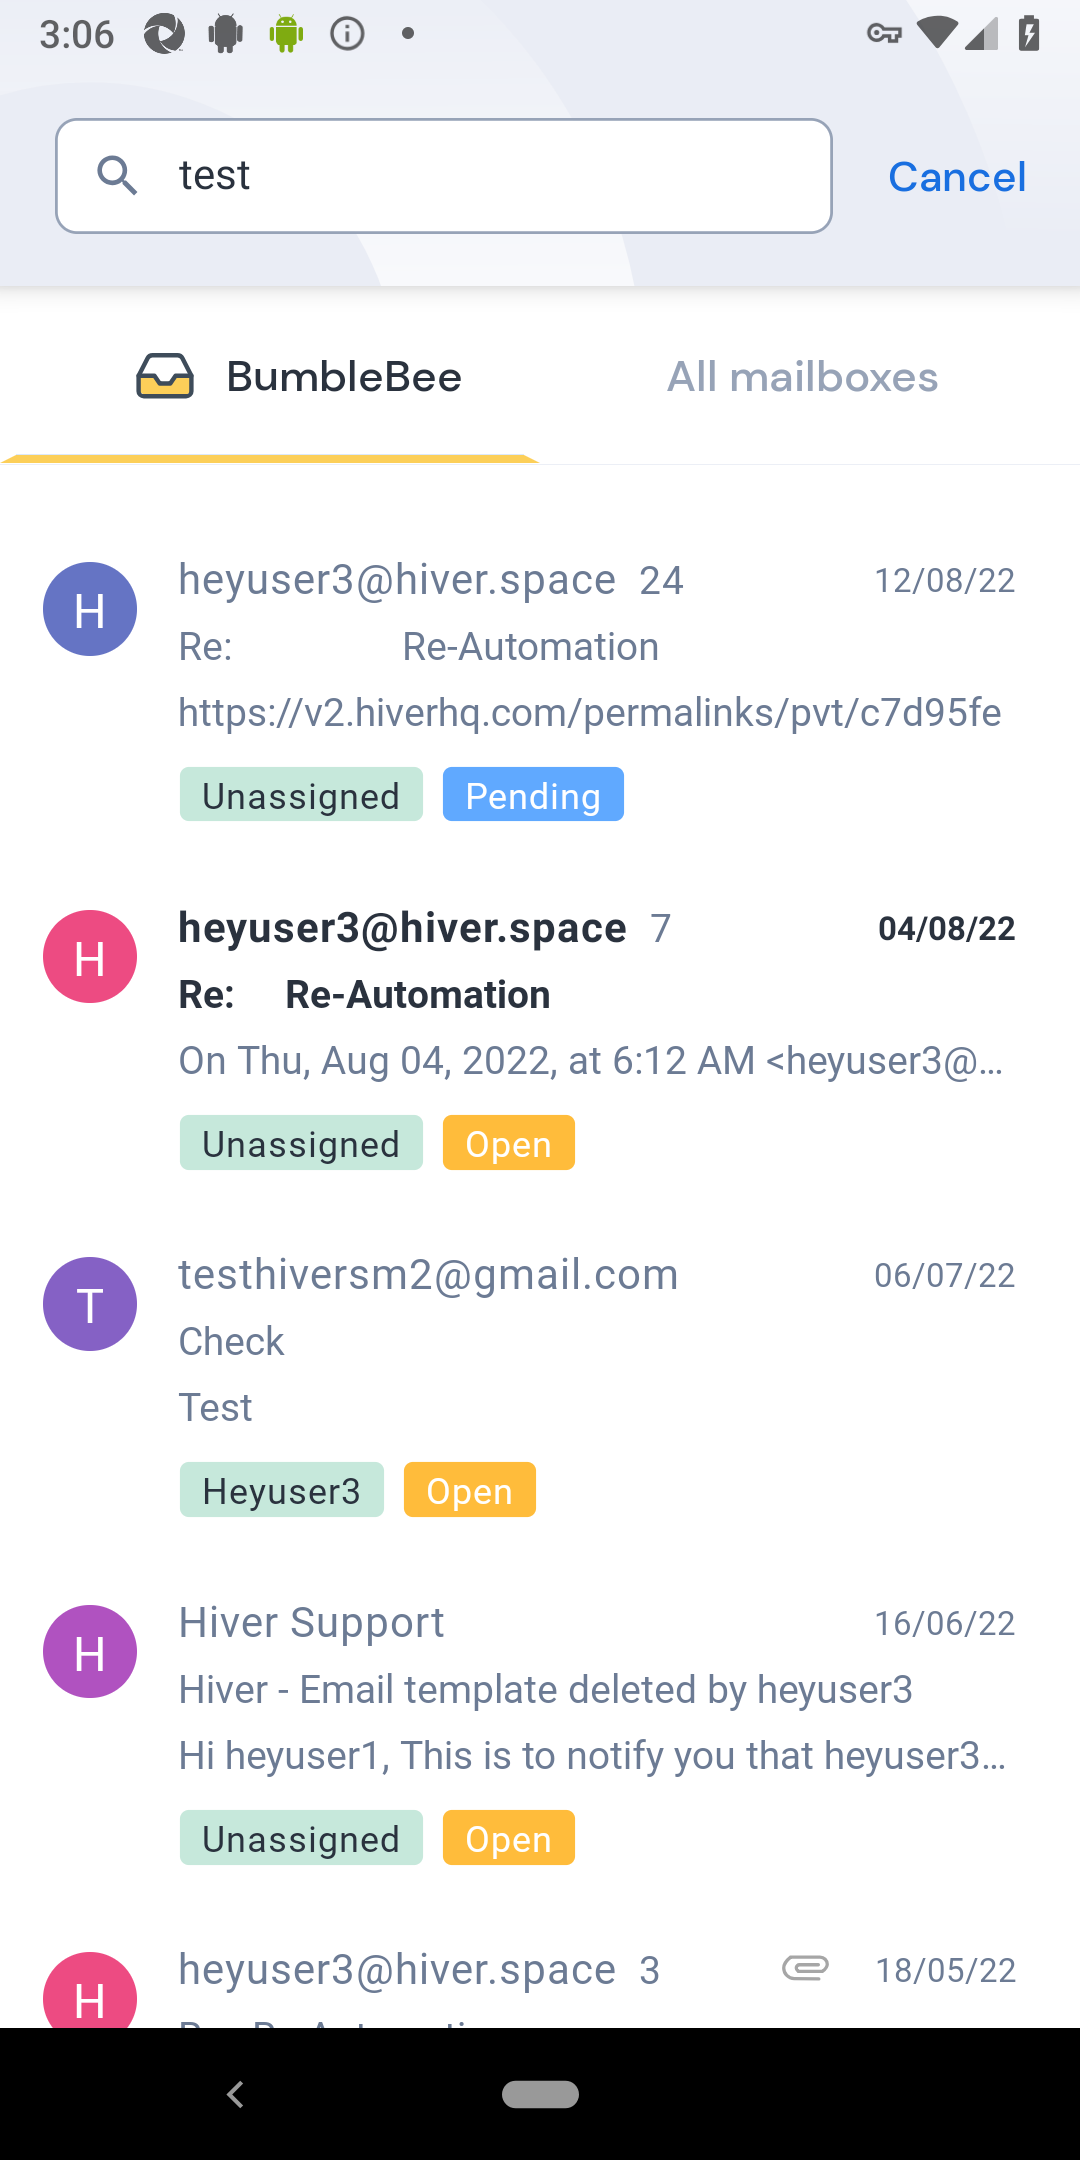 3:06
test
Cancel
BumbleBee
All mailboxes
H
heyuser3@hiver.space 24
12/08/22
Re: Re-Automation
https://v2.hiverhq.com/permalinks/pvt/c7d95fe
Unassigned
Pending
H
heyuser3@hiver.space 7
04/08/22
Re: Re-Automation
On Thu, Aug 04, 2022, at 6:12 AM <heyuser3@...
Unassigned
Open
T
testhiversm2@gmail.com
06/07/22
Check
Test
Heyuser3
Open
H
Hiver Support
16/06/22
Hiver - Email template deleted by heyuser3
Hi heyuser1, This is to notify you that heyuser3...
Unassigned
Open
H
heyuser3@hiver.space 3
18/05/22